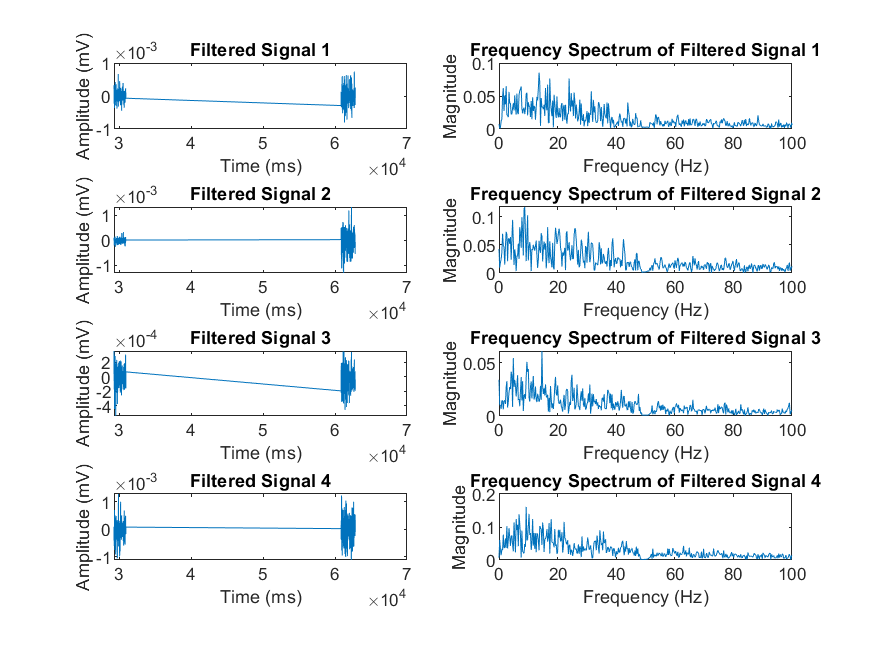 Filtered Signal 1
×10-3
Amplitude (mV)
1
0
-1
3 4 5 6 7
Time (ms)
×104
Frequency Spectrum of Filtered Signal 1
Magnitude
0.1
0.05
0
0 20 40 60 80 100
Frequency (Hz)
Filtered Signal 2
×10-3
Amplitude (mV)
1
0
-1
3 4 5 6 7
Time (ms)
×104
Frequency Spectrum of Filtered Signal 2
Magnitude
0.1
0.05
0
0 20 40 60 80 100
Frequency (Hz)
Filtered Signal 3
×10-4
Amplitude (mV)
2
0
-2
-4
3 4 5 6 7
Time (ms)
×104
Frequency Spectrum of Filtered Signal 3
Magnitude
0.05
0
0 20 40 60 80 100
Frequency (Hz)
Filtered Signal 4
×10-3
Amplitude (mV)
1
0
-1
3 4 5 6 7
Time (ms)
×104
Frequency Spectrum of Filtered Signal 4
Magnitude
0.2
0.1
0
0 20 40 60 80 100
Frequency (Hz)